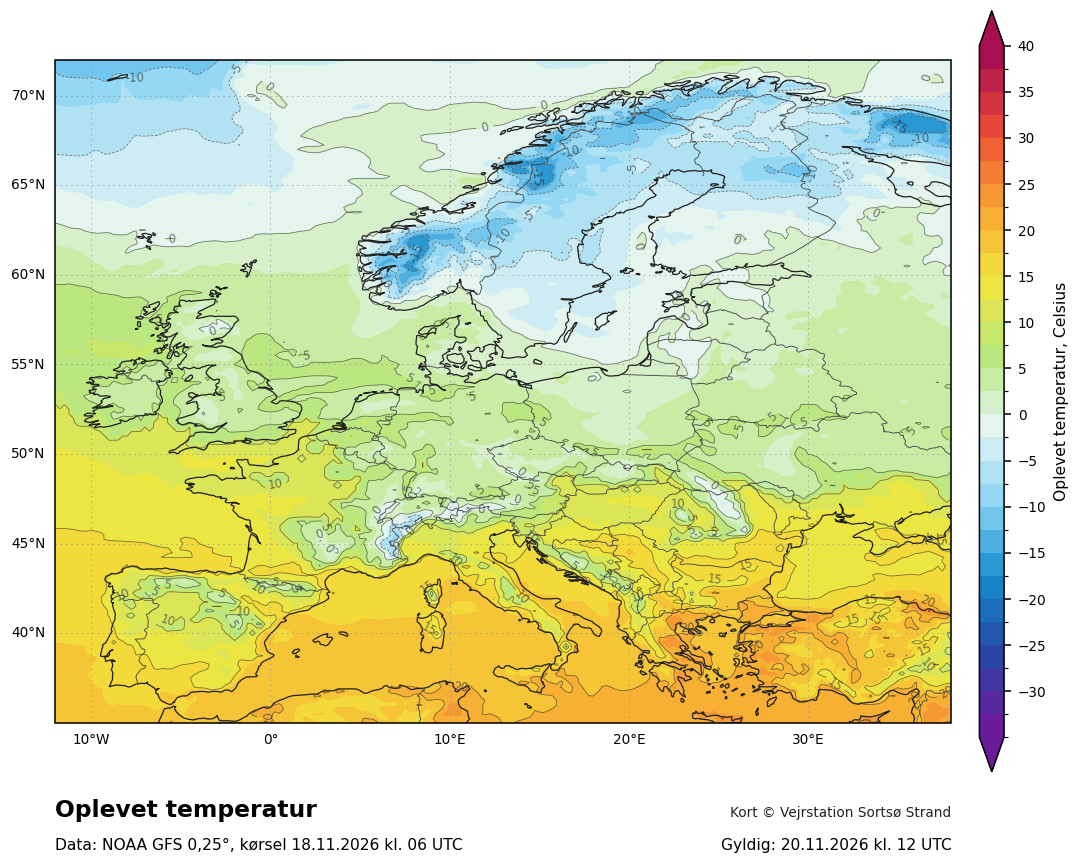 40
35
30
25
20
15
10
5
0
−5
−10
−15
−20
−25
−30
Oplevet temperatur, Celsius
70°N
65°N
60°N
55°N
50°N
45°N
40°N
10°W
0°
10°E
20°E
30°E
Oplevet temperatur
Kort © Vejrstation Sortsø Strand
Data: NOAA GFS 0,25°, kørsel 18.11.2026 kl. 06 UTC
Gyldig: 20.11.2026 kl. 12 UTC